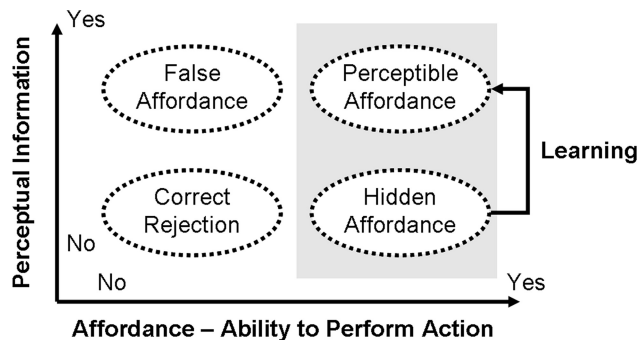 Yes
False
Affordance
Perceptible
Affordance
Perceptual Information
Learning
Correct
Rejection
Hidden
Affordance
No
No
Yes
Affordance – Ability to Perform Action